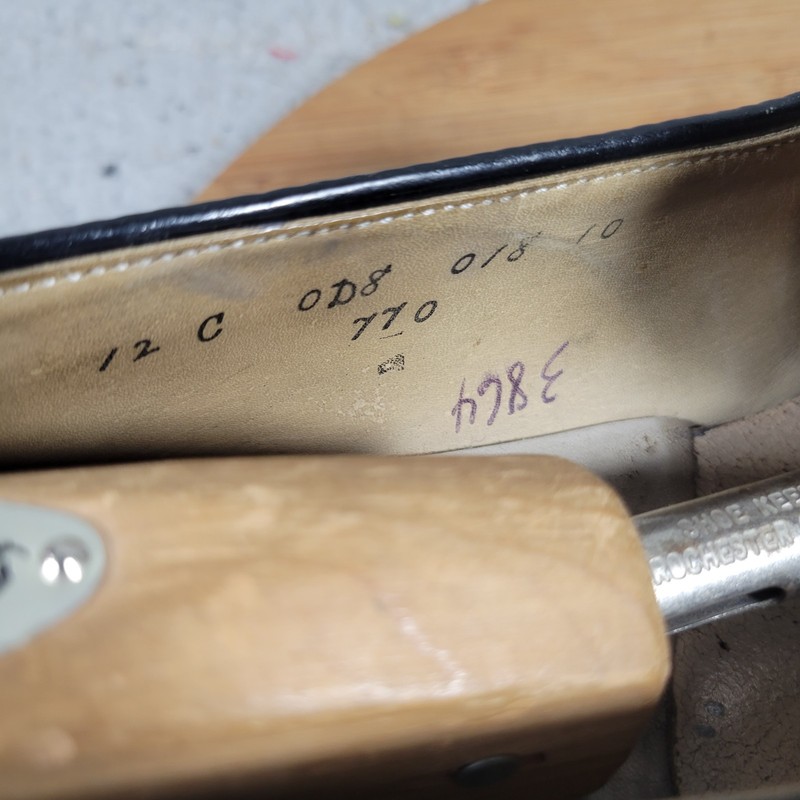 12 C 0D8 018 10
770
3864
SHOE KEE
ROCHESTER